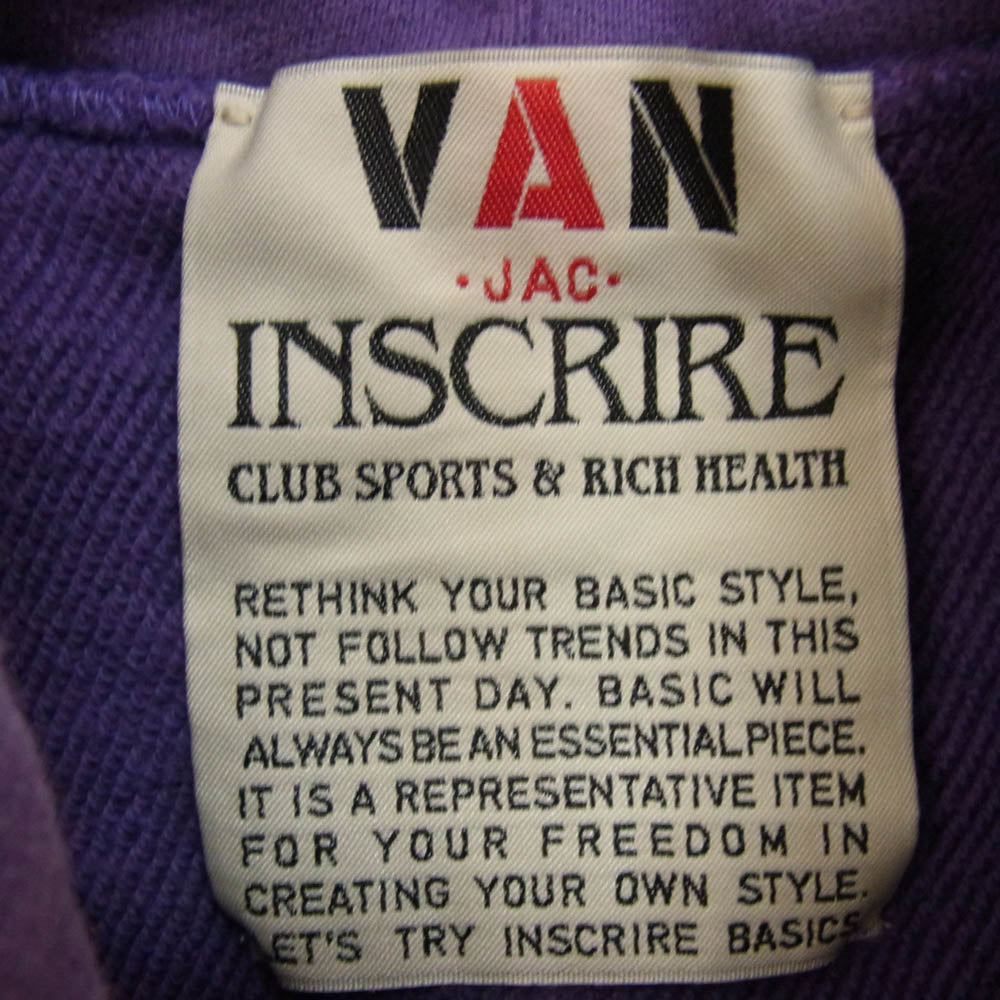 VAN
·JAC·
INSCRIRE
CLUB SPORTS & RICH HEALTH
RETHINK YOUR BASIC STYLE,
NOT FOLLOW TRENDS IN THIS
PRESENT DAY. BASIC WILL
ALWAYS BE AN ESSENTIAL PIECE.
IT IS A REPRESENTATIVE ITEM
FOR YOUR FREEDOM IN
CREATING YOUR OWN STYLE.
LET'S TRY INSCRIRE BASICS.